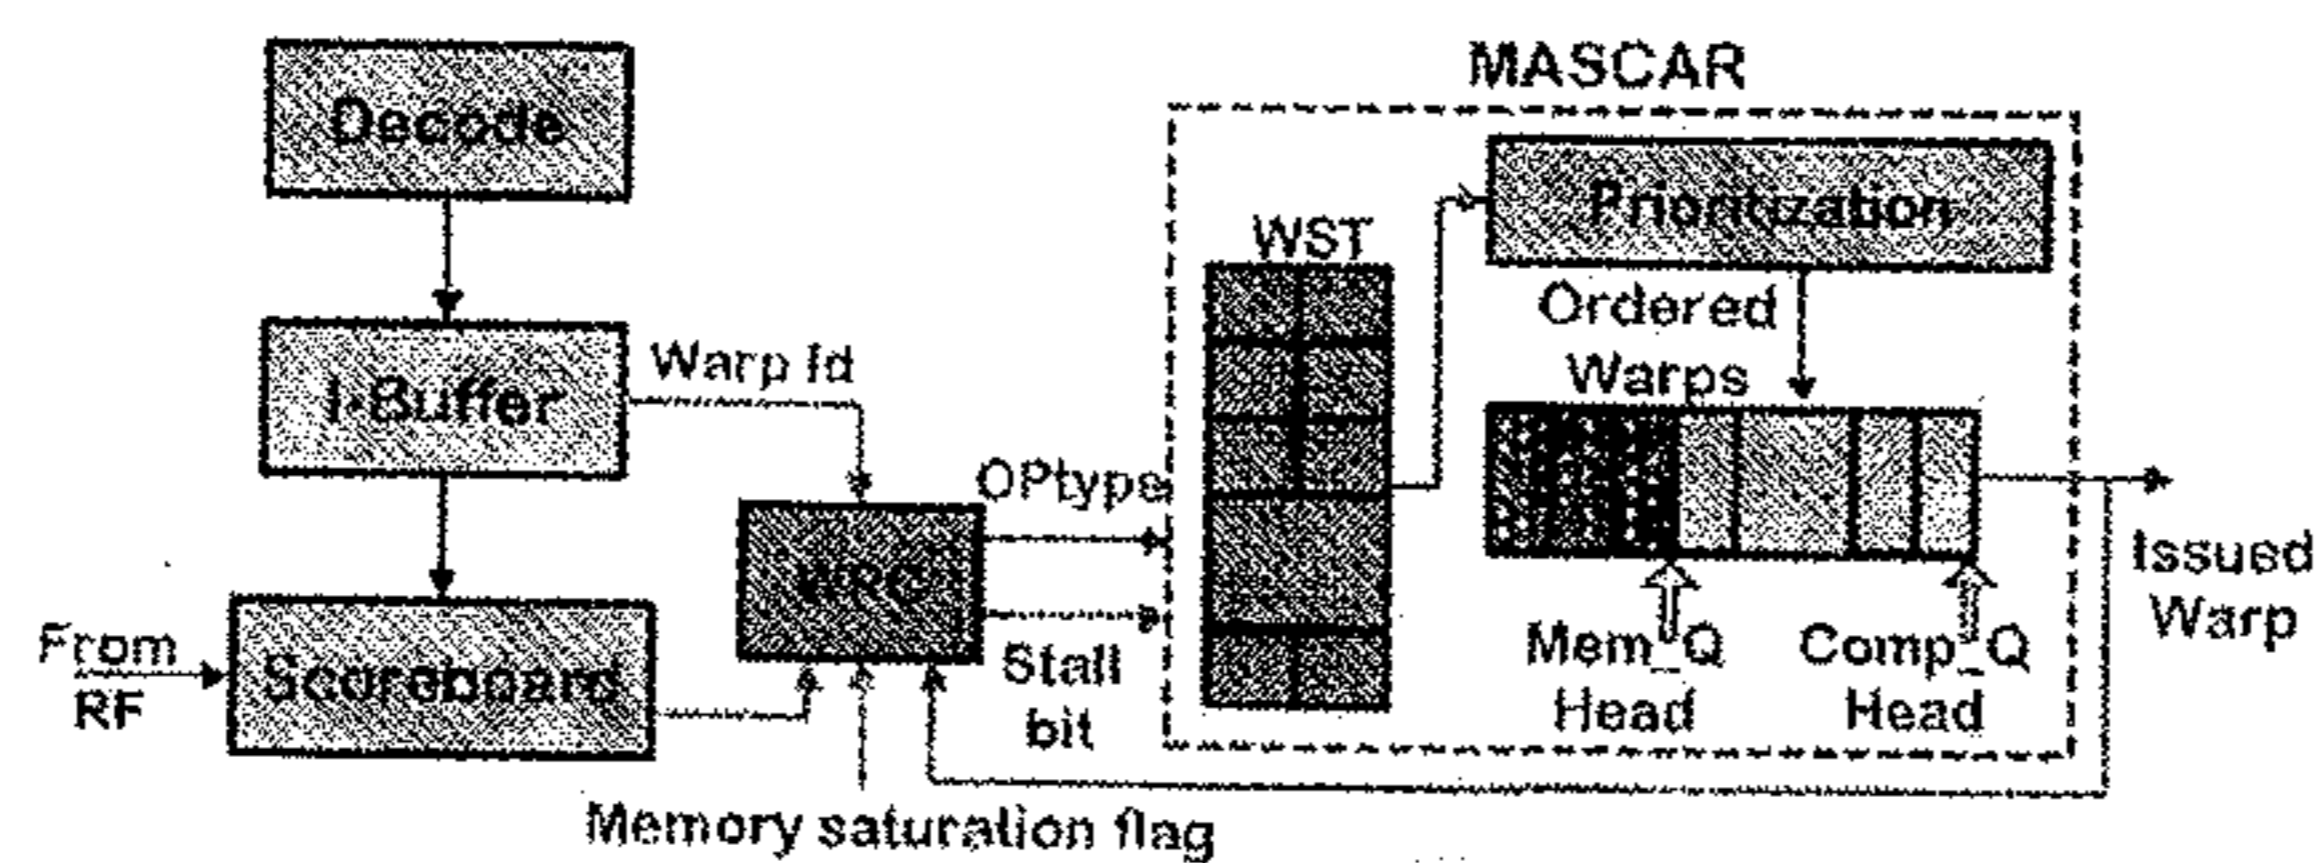 MASCAR
Decode
Prioritization
WST
Ordered
Warps
I-Buffer
Warp Id
OPtype
WRC
Issued
Warp
From
RF
Scoreboard
Stall
bit
Mem_Q
Head
Comp_Q
Head
Memory saturation flag